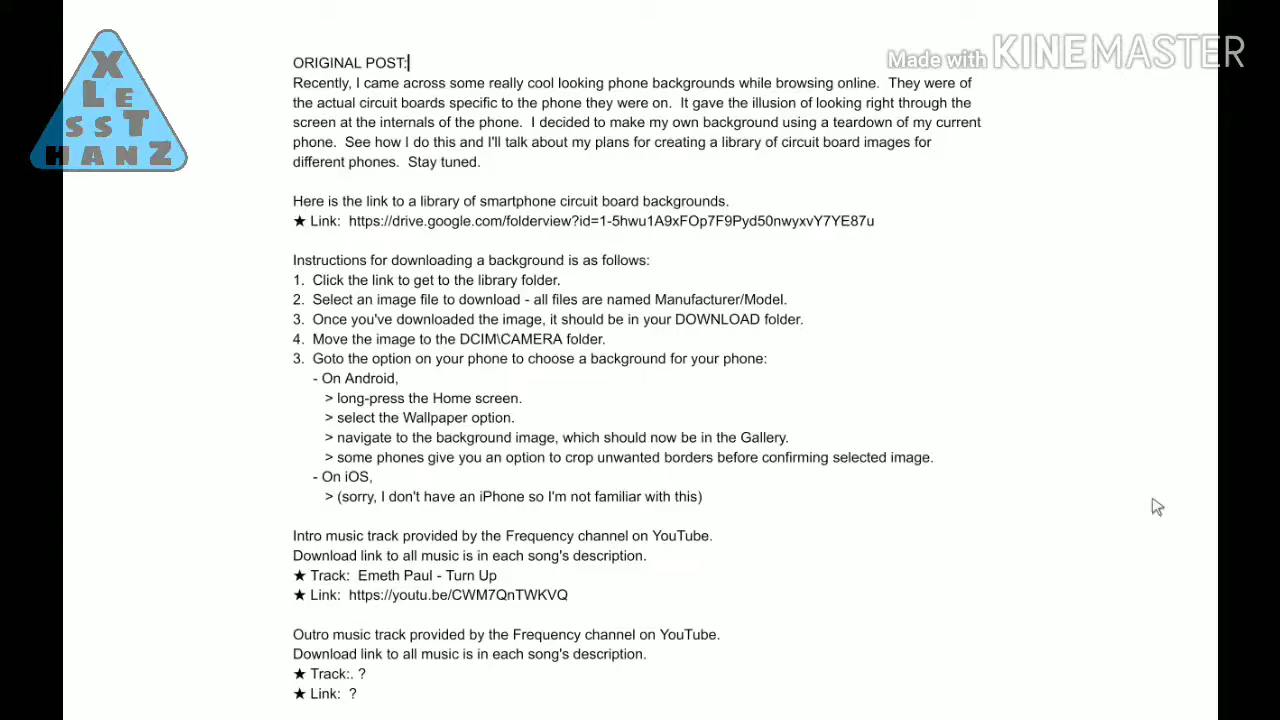 X
LE
SST
HANZ
Made with KINEMASTER
ORIGINAL POST:
Recently, I came across some really cool looking phone backgrounds while browsing online.  They were of
the actual circuit boards specific to the phone they were on.  It gave the illusion of looking right through the
screen at the internals of the phone.  I decided to make my own background using a teardown of my current
phone.  See how I do this and I'll talk about my plans for creating a library of circuit board images for
different phones.  Stay tuned.
Here is the link to a library of smartphone circuit board backgrounds.
★ Link:  https://drive.google.com/folderview?id=1-5hwu1A9xFOp7F9Pyd50nwyxvY7YE87u
Instructions for downloading a background is as follows:
1.  Click the link to get to the library folder.
2.  Select an image file to download - all files are named Manufacturer/Model.
3.  Once you've downloaded the image, it should be in your DOWNLOAD folder.
4.  Move the image to the DCIM\CAMERA folder.
3.  Goto the option on your phone to choose a background for your phone:
- On Android,
> long-press the Home screen.
> select the Wallpaper option.
> navigate to the background image, which should now be in the Gallery.
> some phones give you an option to crop unwanted borders before confirming selected image.
- On iOS,
> (sorry, I don't have an iPhone so I'm not familiar with this)
Intro music track provided by the Frequency channel on YouTube.
Download link to all music is in each song's description.
★ Track:  Emeth Paul - Turn Up
★ Link:  https://youtu.be/CWM7QnTWKVQ
Outro music track provided by the Frequency channel on YouTube.
Download link to all music is in each song's description.
★ Track:. ?
★ Link:  ?